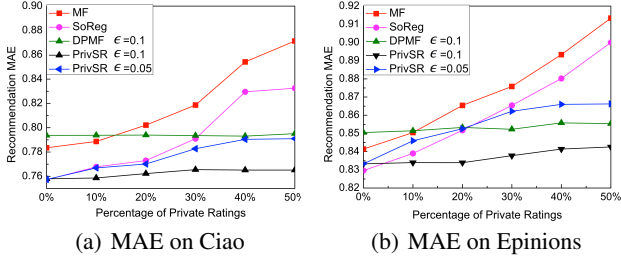 0.90
0.88
0.86
0.84
0.82
0.80
0.78
0.76
Recommendation MAE
MF
SoReg
DPMF ϵ=0.1
PrivSR ϵ=0.1
PrivSR ϵ=0.05
0% 10% 20% 30% 40% 50%
Percentage of Private Ratings
(a) MAE on Ciao
0.92
0.91
0.90
0.89
0.88
0.87
0.86
0.85
0.84
0.83
0.82
Recommendation MAE
MF
SoReg
DPMF ϵ=0.1
PrivSR ϵ=0.1
PrivSR ϵ=0.05
0% 10% 20% 30% 40% 50%
Percentage of Private Ratings
(b) MAE on Epinions